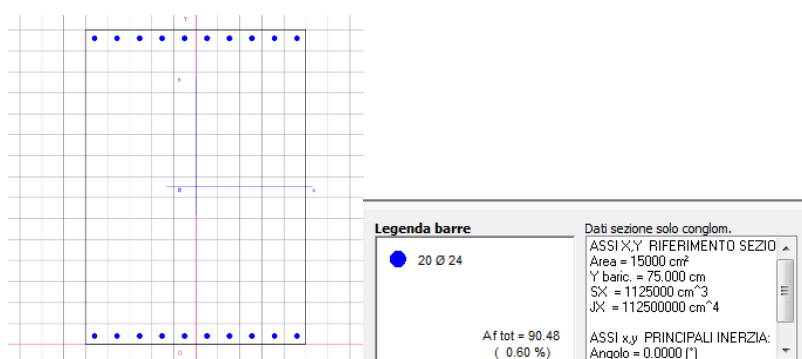 Y
y
B
x
O
Legenda barre
20 Ø 24
Af tot = 90.48
( 0.60 %)
Dati sezione solo conglom.
ASSI X,Y RIFERIMENTO SEZIO
Area = 15000 cm²
Y baric. = 75.000 cm
SX = 1125000 cm^3
JX = 112500000 cm^4
ASSI x,y PRINCIPALI INERZIA:
Angolo = 0.0000 (°)